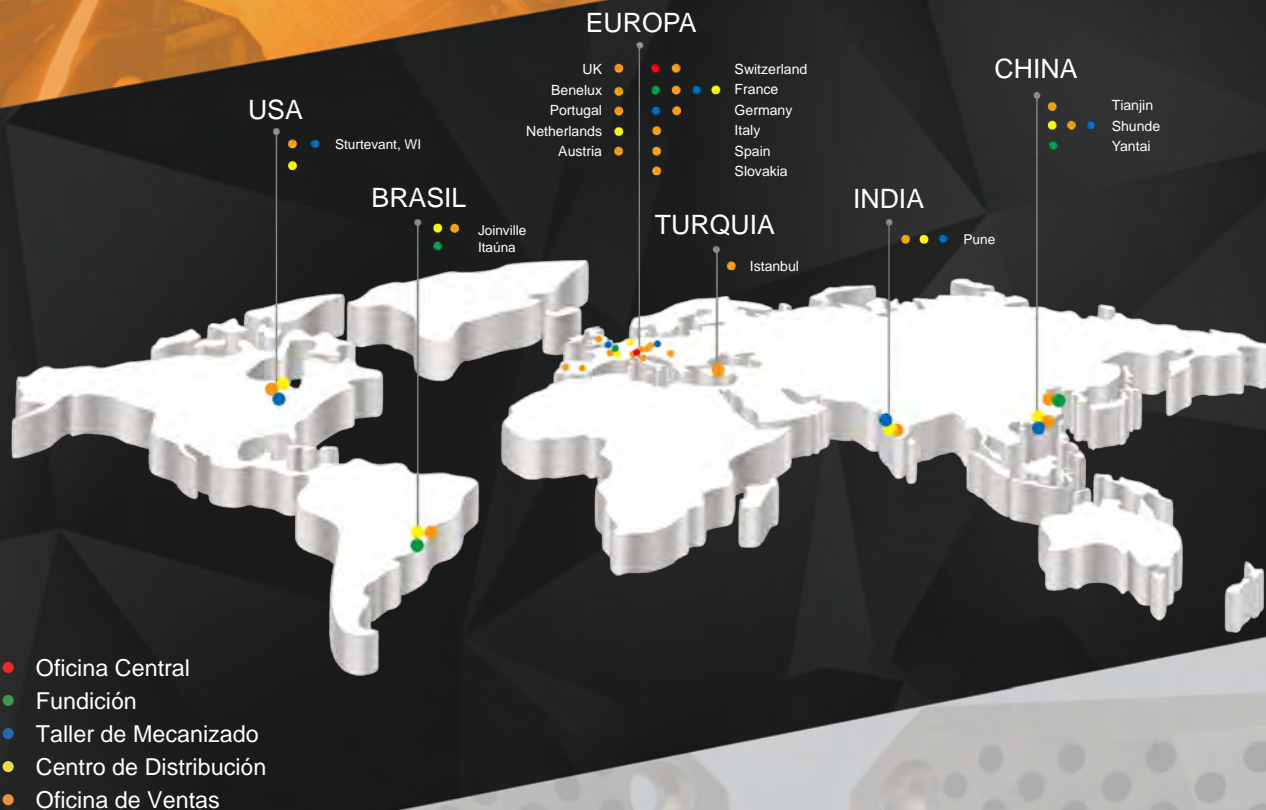 EUROPA
UK
Benelux
Portugal
Netherlands
Austria
Switzerland
France
Germany
Italy
Spain
Slovakia
CHINA
Tianjin
Shunde
Yantai
USA
Sturtevant, WI
BRASIL
Joinville
Itaúna
TURQUIA
Istanbul
INDIA
Pune
Oficina Central
Fundición
Taller de Mecanizado
Centro de Distribución
Oficina de Ventas